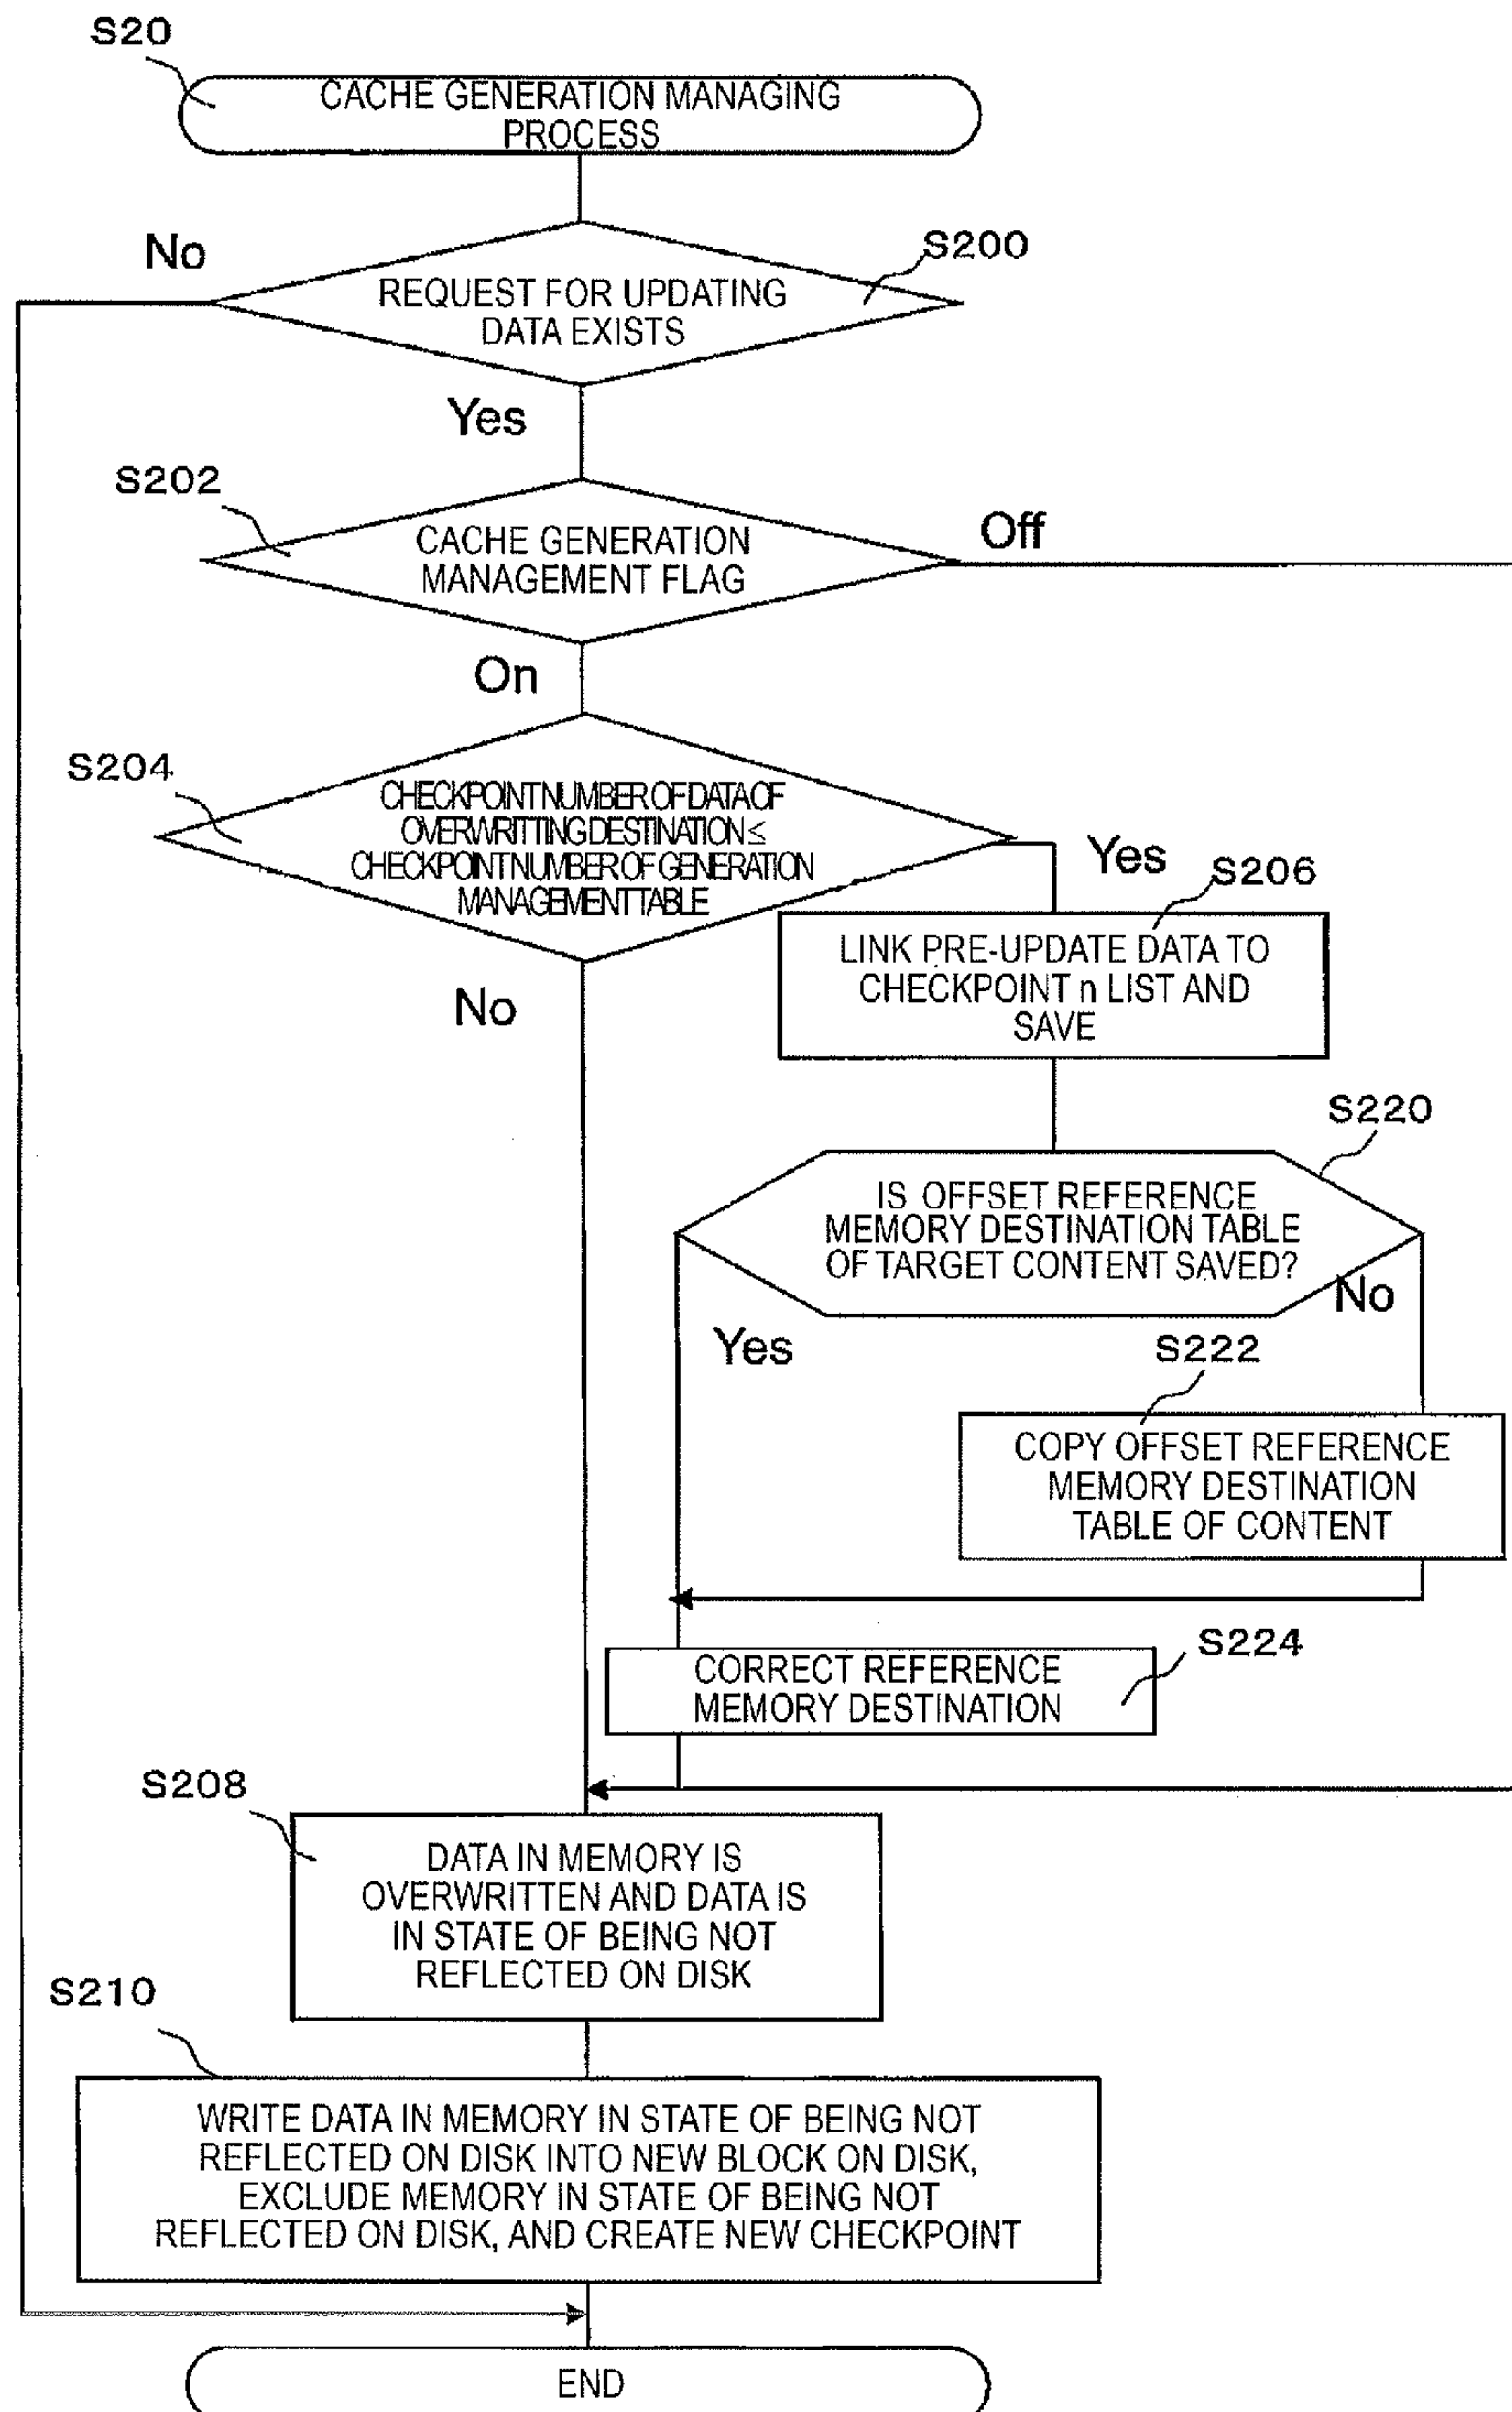 S20
CACHE GENERATION MANAGING
PROCESS
No
S200
REQUEST FOR UPDATING
DATA EXISTS
Yes
S202
CACHE GENERATION
MANAGEMENT FLAG
Off
On
S204
CHECKPOINT NUMBER OF DATA OF
OVERWRITTING DESTINATION ≤
CHECKPOINT NUMBER OF GENERATION
MANAGEMENT TABLE
Yes
S206
LINK PRE-UPDATE DATA TO
CHECKPOINT n LIST AND
SAVE
No
S220
IS OFFSET REFERENCE
MEMORY DESTINATION TABLE
OF TARGET CONTENT SAVED?
No
Yes
S222
COPY OFFSET REFERENCE
MEMORY DESTINATION
TABLE OF CONTENT
S224
CORRECT REFERENCE
MEMORY DESTINATION
S208
DATA IN MEMORY IS
OVERWRITTEN AND DATA IS
IN STATE OF BEING NOT
REFLECTED ON DISK
S210
WRITE DATA IN MEMORY IN STATE OF BEING NOT
REFLECTED ON DISK INTO NEW BLOCK ON DISK,
EXCLUDE MEMORY IN STATE OF BEING NOT
REFLECTED ON DISK, AND CREATE NEW CHECKPOINT
END